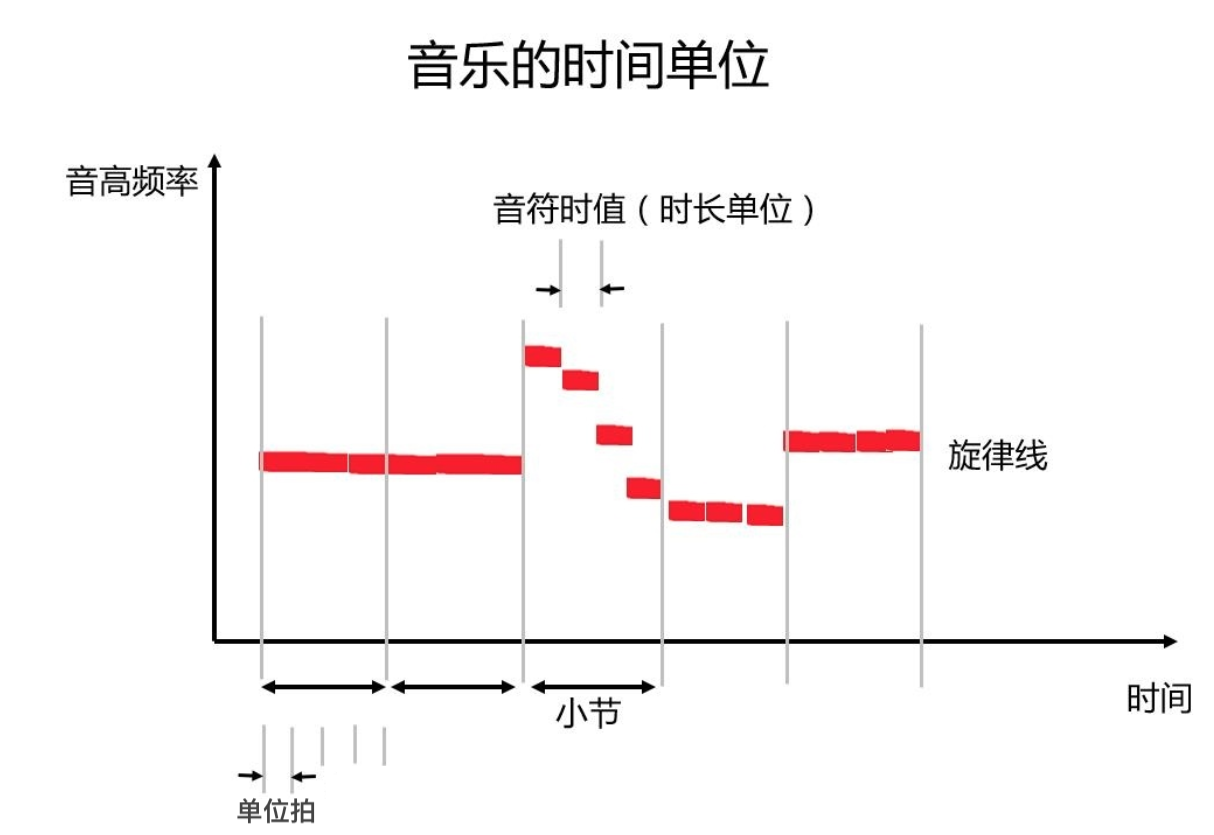 音乐的时间单位
音高频率
音符时值（时长单位）
旋律线
小节
时间
单位拍